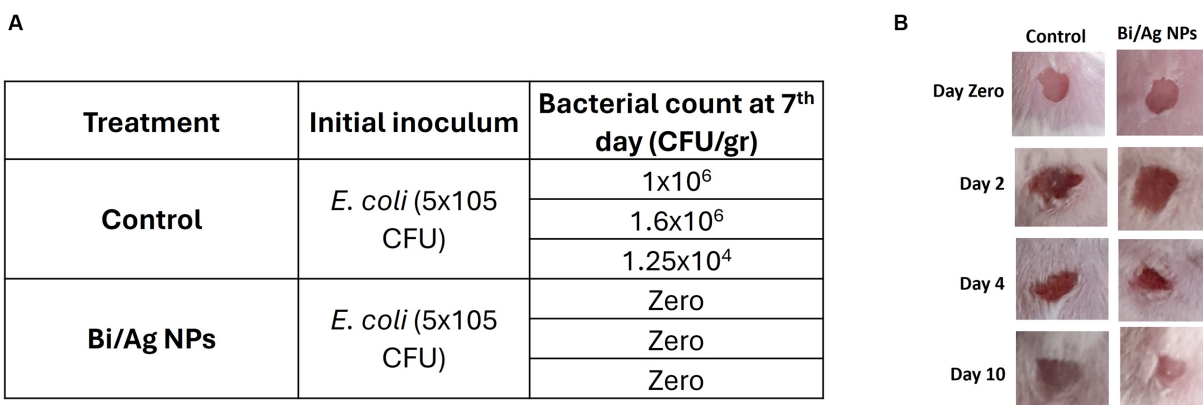 A
Treatment
Initial inoculum
Bacterial count at 7ᵗʰ
day (CFU/gr)
Control
E. coli (5x105
CFU)
1x10⁶
1.6x10⁶
1.25x10⁴
Bi/Ag NPs
E. coli (5x105
CFU)
Zero
Zero
Zero
B
Control
Bi/Ag NPs
Day Zero
Day 2
Day 4
Day 10